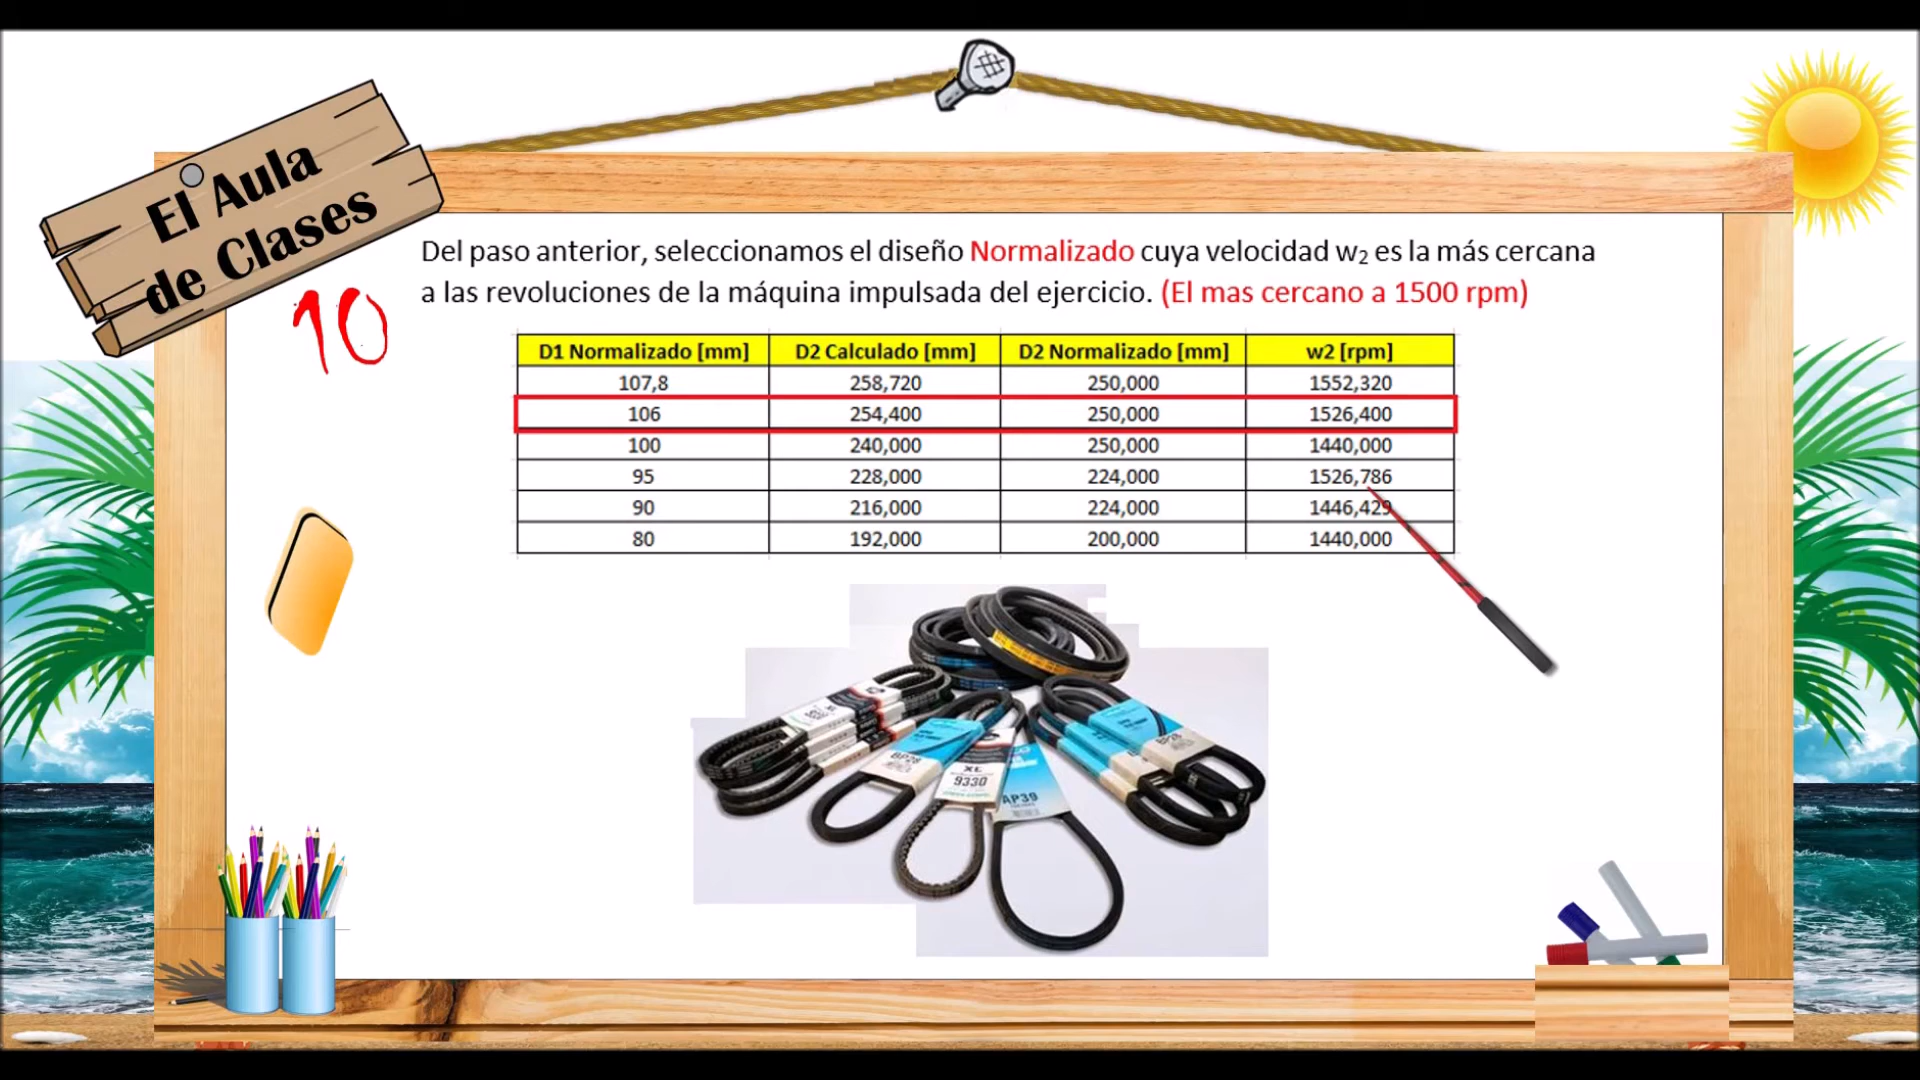 El Aula
de Clases
10
Del paso anterior, seleccionamos el diseño Normalizado cuya velocidad w₂ es la más cercana
a las revoluciones de la máquina impulsada del ejercicio. (El mas cercano a 1500 rpm)
D1 Normalizado [mm] D2 Calculado [mm] D2 Normalizado [mm] w2 [rpm]
107,8 258,720 250,000 1552,320
106 254,400 250,000 1526,400
100 240,000 250,000 1440,000
95 228,000 224,000 1526,786
90 216,000 224,000 1446,429
80 192,000 200,000 1440,000
XL
BP28
XL
9330
AP39
BP28